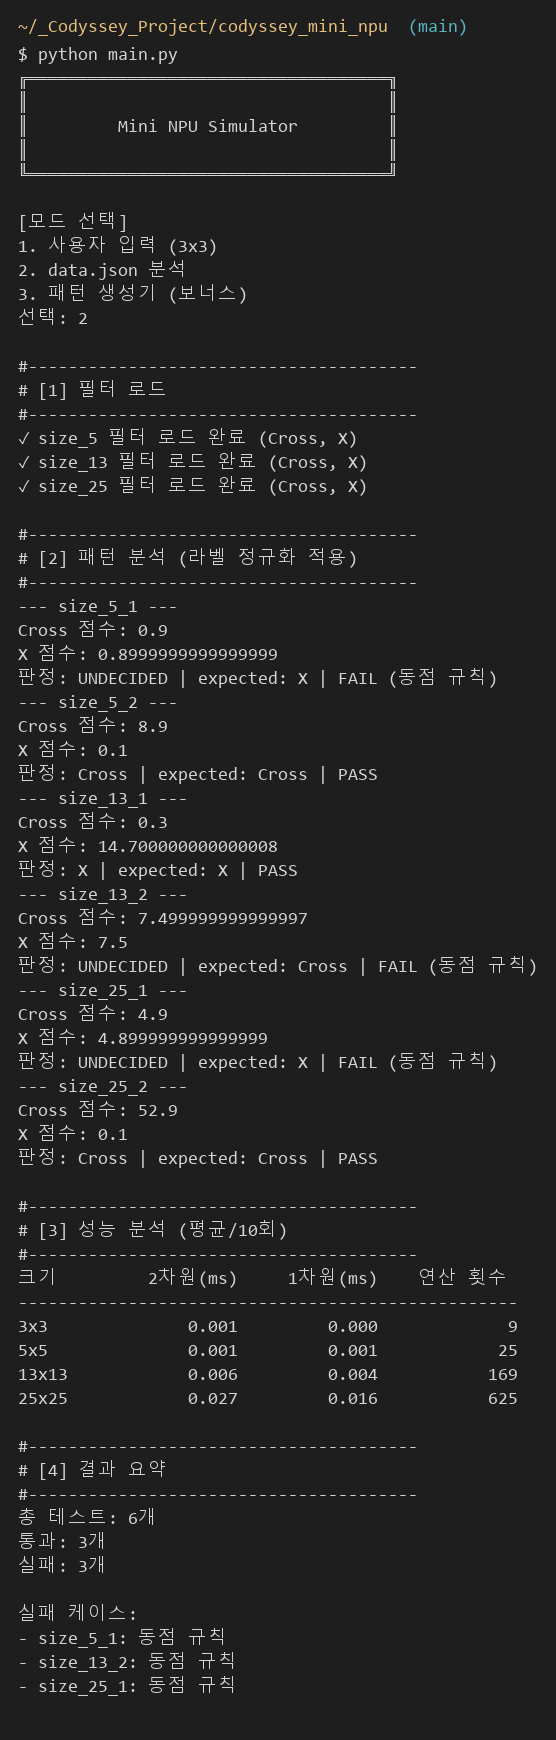 ~/_Codyssey_Project/codyssey_mini_npu (main)
$ python main.py
Mini NPU Simulator
[모드 선택]
1. 사용자 입력 (3x3)
2. data.json 분석
3. 패턴 생성기 (보너스)
선택: 2
#---------------------------------------
# [1] 필터 로드
#---------------------------------------
✓ size_5 필터 로드 완료 (Cross, X)
✓ size_13 필터 로드 완료 (Cross, X)
✓ size_25 필터 로드 완료 (Cross, X)
#---------------------------------------
# [2] 패턴 분석 (라벨 정규화 적용)
#---------------------------------------
--- size_5_1 ---
Cross 점수: 0.9
X 점수: 0.8999999999999999
판정: UNDECIDED | expected: X | FAIL (동점 규칙)
--- size_5_2 ---
Cross 점수: 8.9
X 점수: 0.1
판정: Cross | expected: Cross | PASS
--- size_13_1 ---
Cross 점수: 0.3
X 점수: 14.700000000000008
판정: X | expected: X | PASS
--- size_13_2 ---
Cross 점수: 7.499999999999997
X 점수: 7.5
판정: UNDECIDED | expected: Cross | FAIL (동점 규칙)
--- size_25_1 ---
Cross 점수: 4.9
X 점수: 4.899999999999999
판정: UNDECIDED | expected: X | FAIL (동점 규칙)
--- size_25_2 ---
Cross 점수: 52.9
X 점수: 0.1
판정: Cross | expected: Cross | PASS
#---------------------------------------
# [3] 성능 분석 (평균/10회)
#---------------------------------------
크기 2차원(ms) 1차원(ms) 연산 횟수
--------------------------------------------------
3x3 0.001 0.000 9
5x5 0.001 0.001 25
13x13 0.006 0.004 169
25x25 0.027 0.016 625
#---------------------------------------
# [4] 결과 요약
#---------------------------------------
총 테스트: 6개
통과: 3개
실패: 3개
실패 케이스:
- size_5_1: 동점 규칙
- size_13_2: 동점 규칙
- size_25_1: 동점 규칙